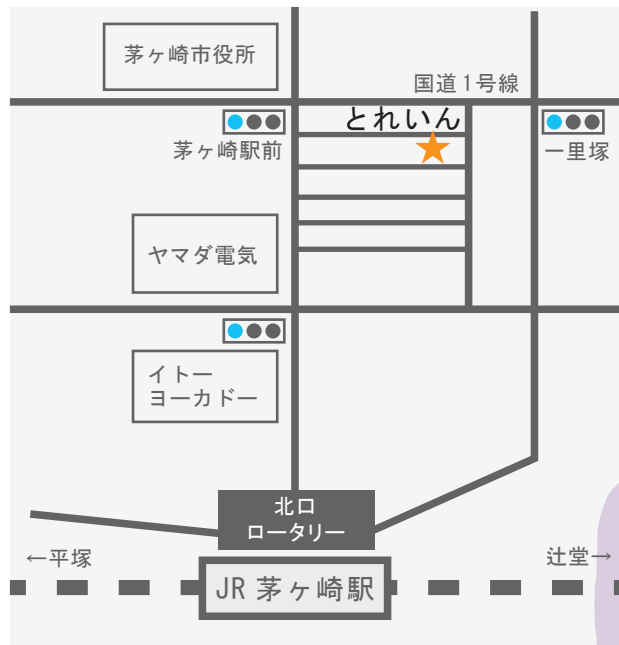 茅ヶ崎市役所
国道1号線
とれいん
茅ヶ崎駅前
一里塚
ヤマダ電気
イトー
ヨーカドー
北口
ロータリー
←平塚
辻堂→
JR 茅ヶ崎駅